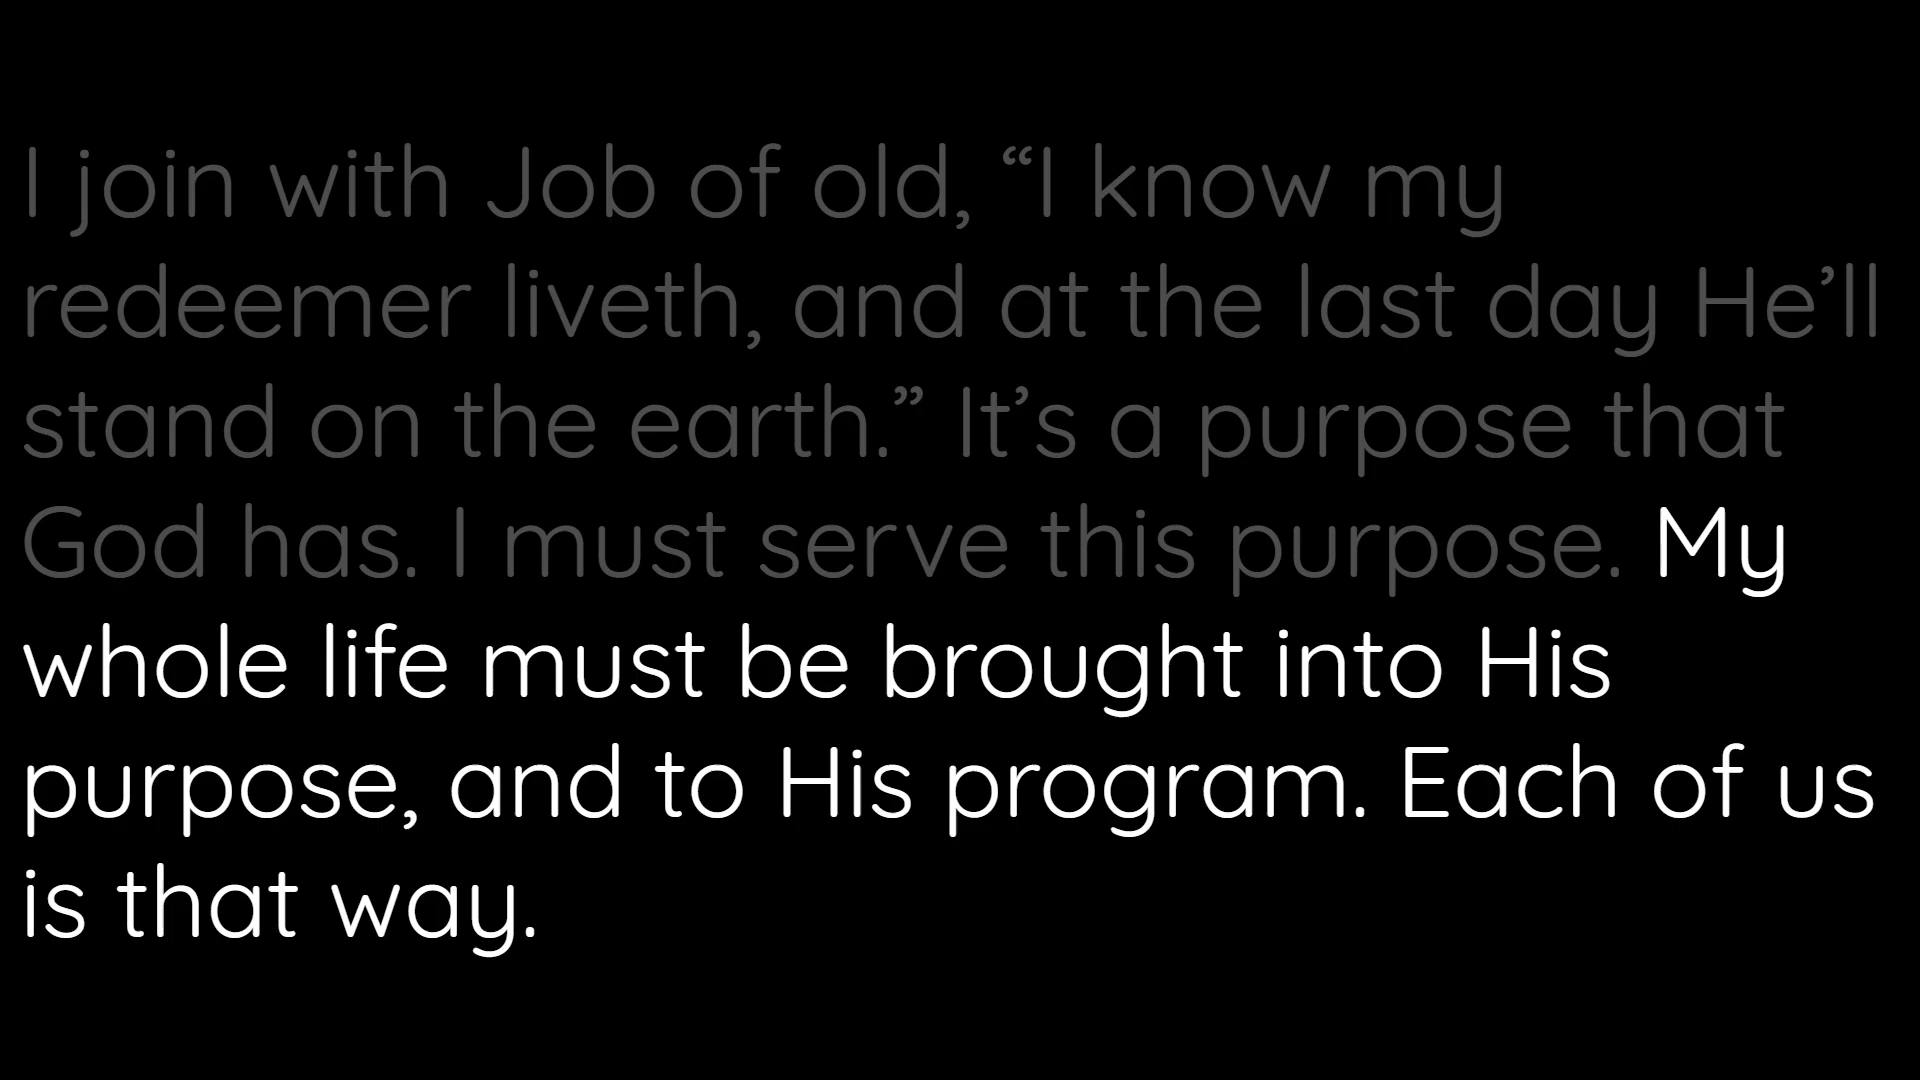 I join with Job of old, “I know my
redeemer liveth, and at the last day He’ll
stand on the earth.” It’s a purpose that
God has. I must serve this purpose. My
whole life must be brought into His
purpose, and to His program. Each of us
is that way.